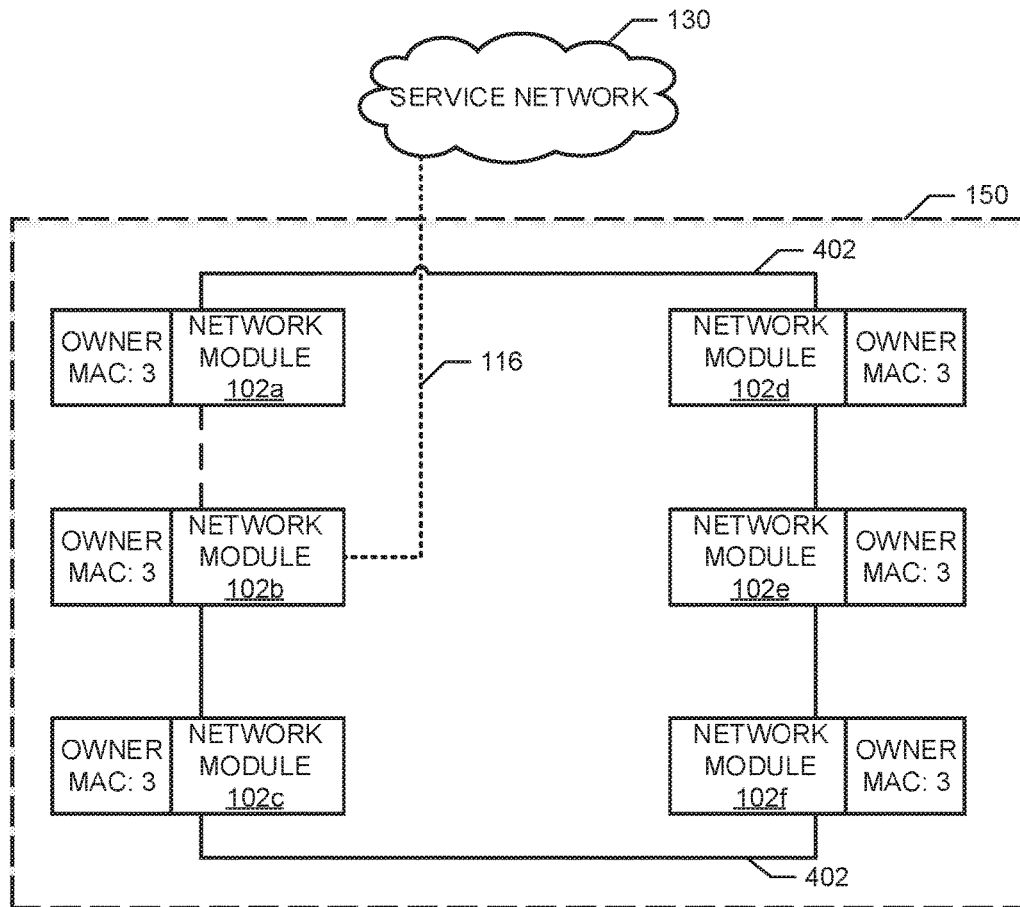 130
SERVICE NETWORK
150
402
OWNER MAC: 3
NETWORK MODULE 102a
116
NETWORK MODULE 102d
OWNER MAC: 3
OWNER MAC: 3
NETWORK MODULE 102b
NETWORK MODULE 102e
OWNER MAC: 3
OWNER MAC: 3
NETWORK MODULE 102c
NETWORK MODULE 102f
OWNER MAC: 3
402